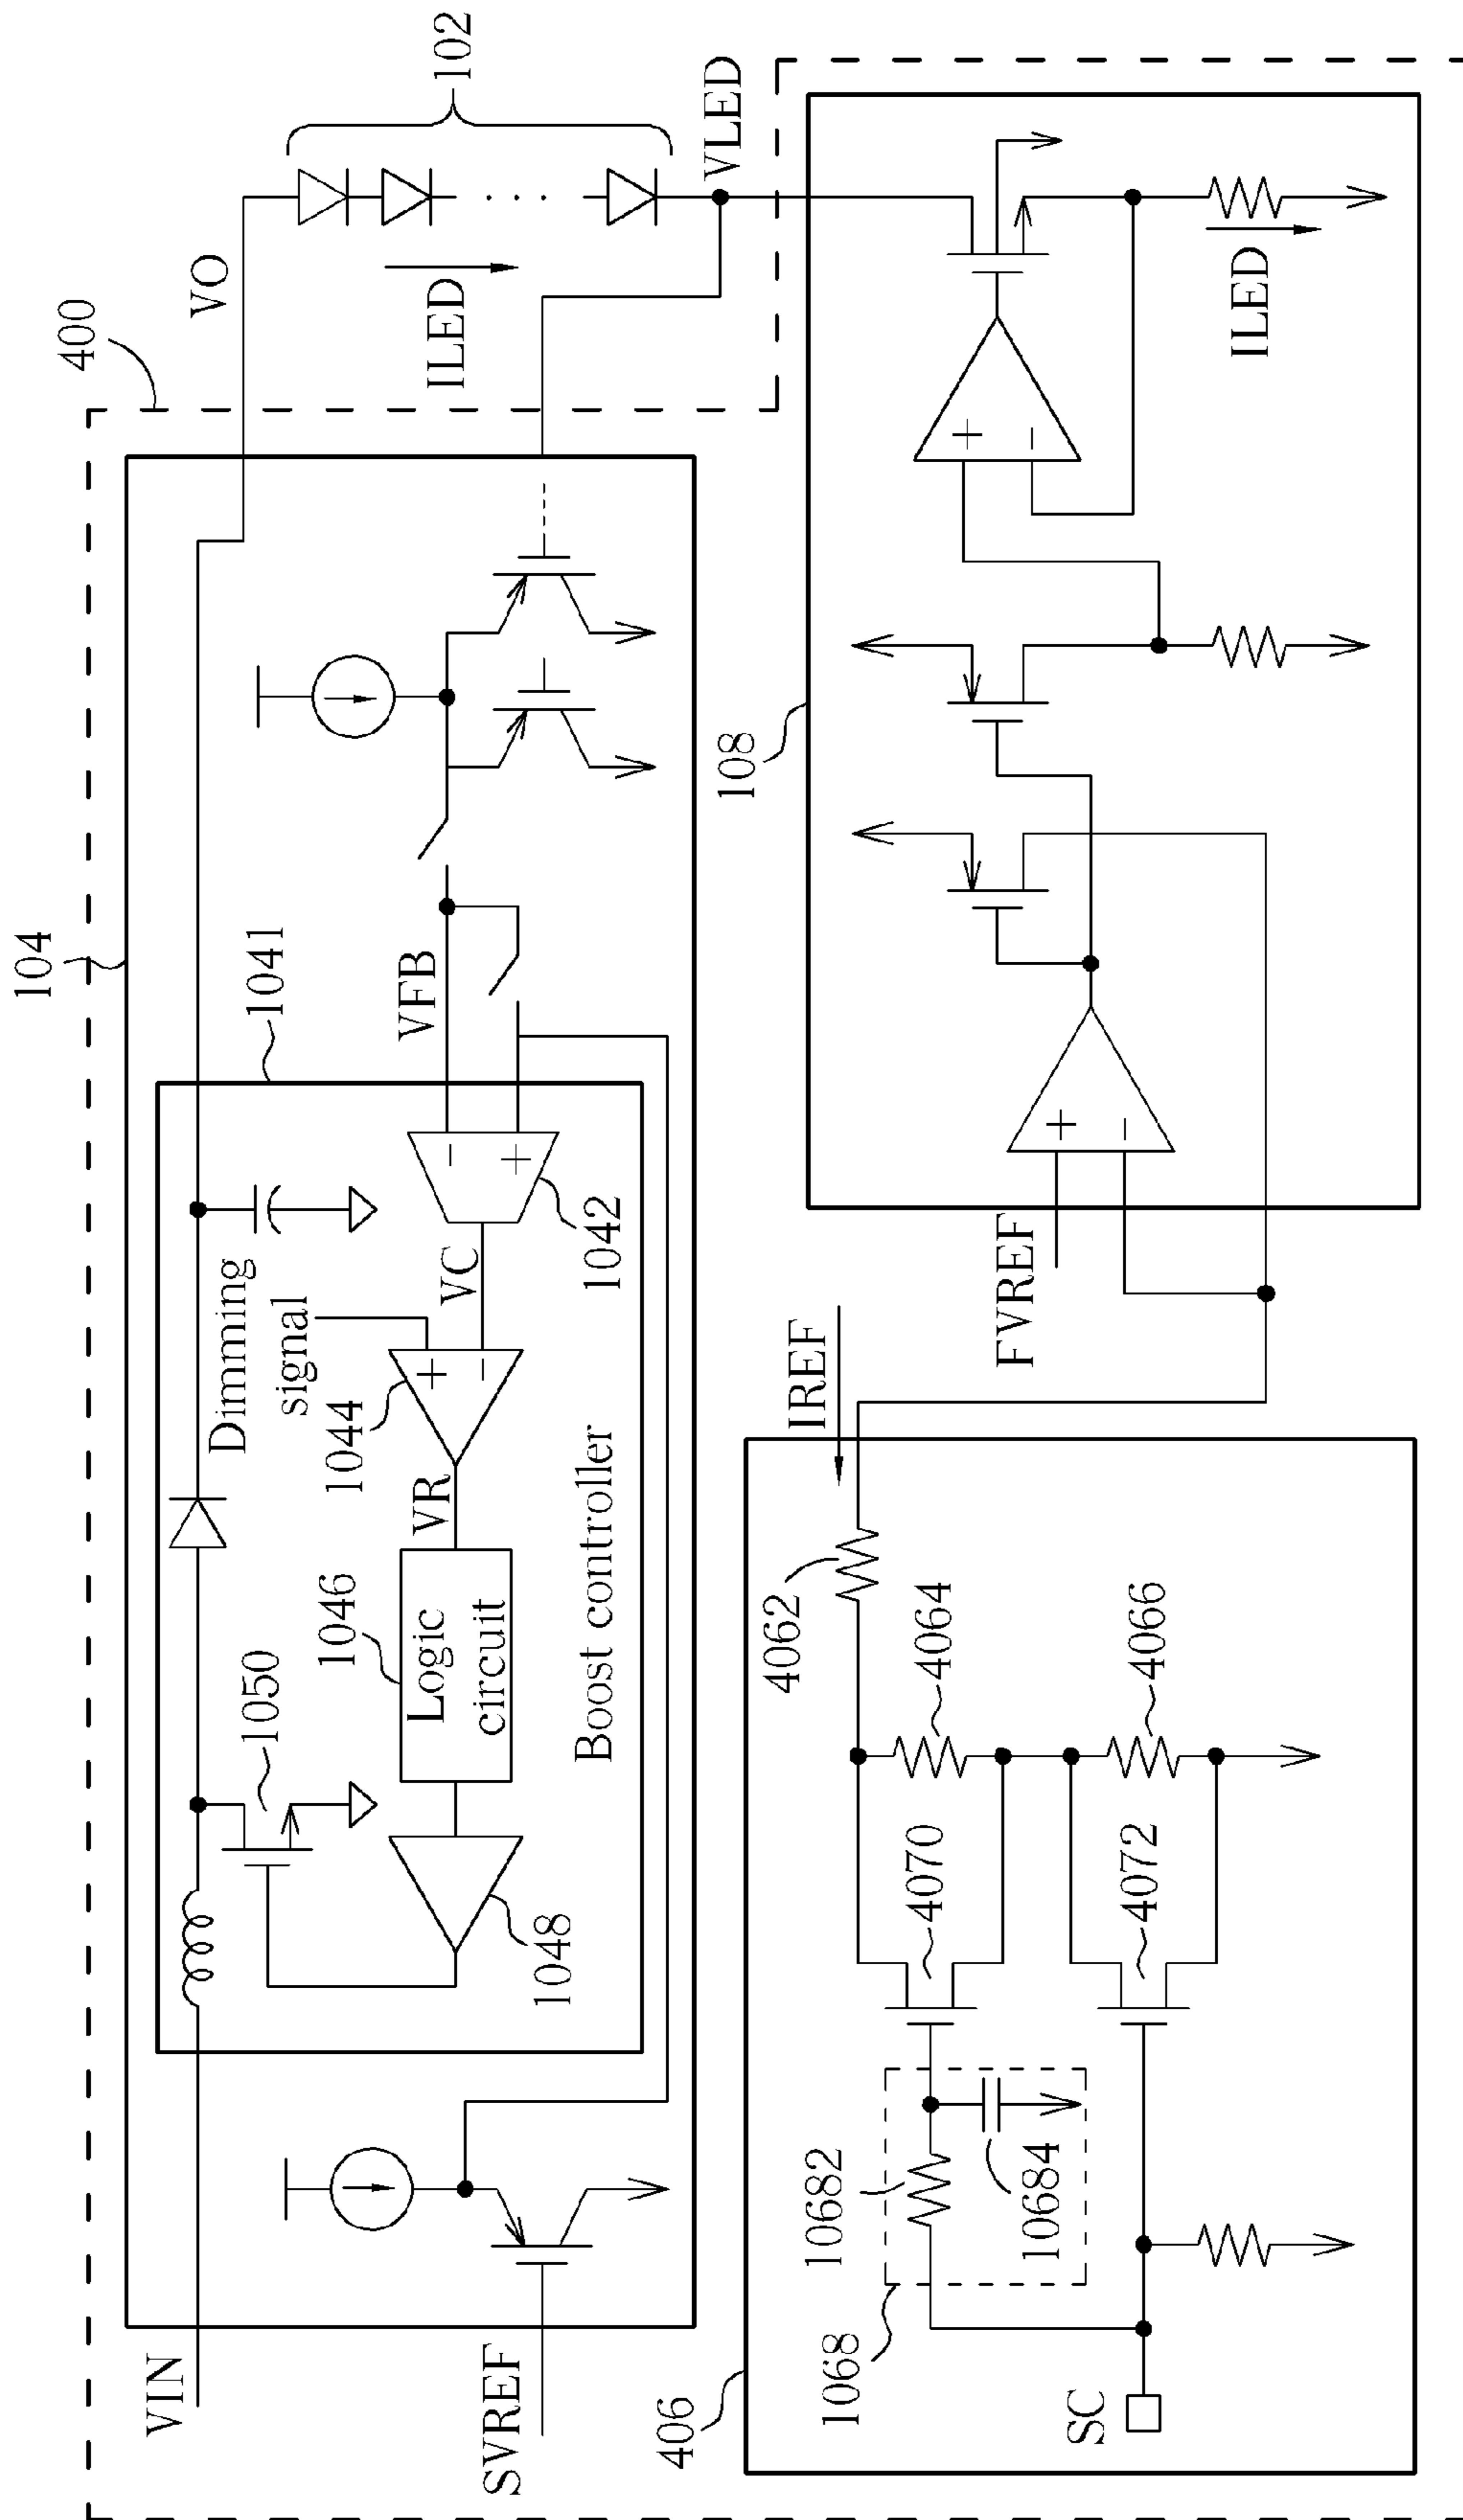 400
104
1041
VIN
VO
102
1050
Dimming
signal
1046
1044
VR
VC
VFB
Logic
circuit
1048
1042
Boost controller
SVREF
ILED
VLED
406
4062
IREF
108
10682
1068
10684
4070
4064
4072
4066
SC
FVREF
+
-
+
-
+
-
+
-
ILED